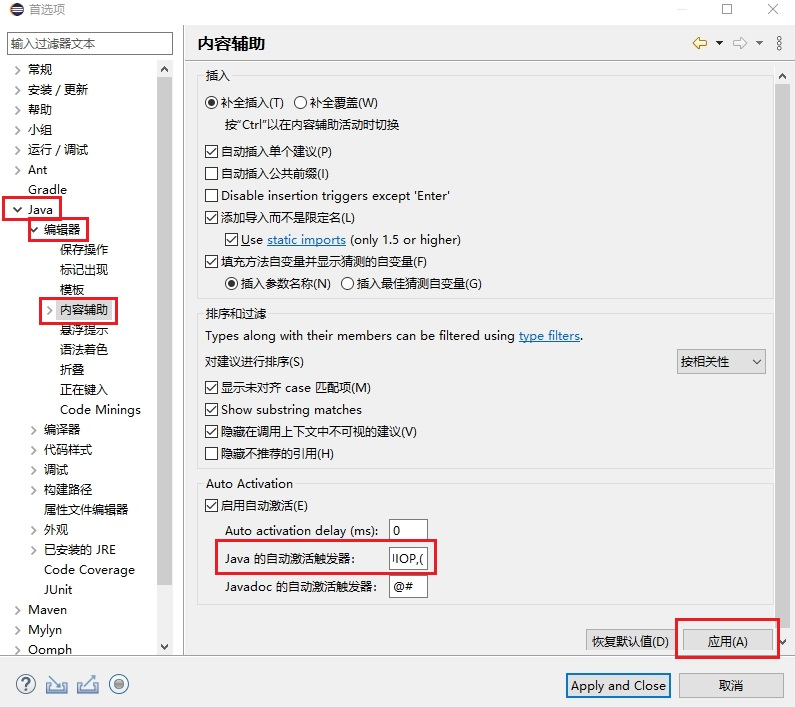 首选项
输入过滤器文本
常规
安装 / 更新
帮助
小组
运行 / 调试
Ant
Gradle
Java
编辑器
保存操作
标记出现
模板
内容辅助
悬浮提示
语法着色
折叠
正在键入
Code Minings
编译器
代码样式
调试
构建路径
属性文件编辑器
外观
已安装的 JRE
Code Coverage
JUnit
Maven
Mylyn
Oomph
内容辅助
插入
补全插入(T) 补全覆盖(W)
按“Ctrl”以在内容辅助活动时切换
自动插入单个建议(P)
自动插入公共前缀(I)
Disable insertion triggers except 'Enter'
添加导入而不是限定名(L)
Use static imports (only 1.5 or higher)
填充方法自变量并显示猜测的自变量(F)
插入参数名称(N) 插入最佳猜测自变量(G)
排序和过滤
Types along with their members can be filtered using type filters.
对建议进行排序(S) 按相关性
显示未对齐 case 匹配项(M)
Show substring matches
隐藏在调用上下文中不可视的建议(V)
隐藏不推荐的引用(H)
Auto Activation
启用自动激活(E)
Auto activation delay (ms): 0
Java 的自动激活触发器: IOP,(
Javadoc 的自动激活触发器: @#
恢复默认值(D) 应用(A)
Apply and Close 取消